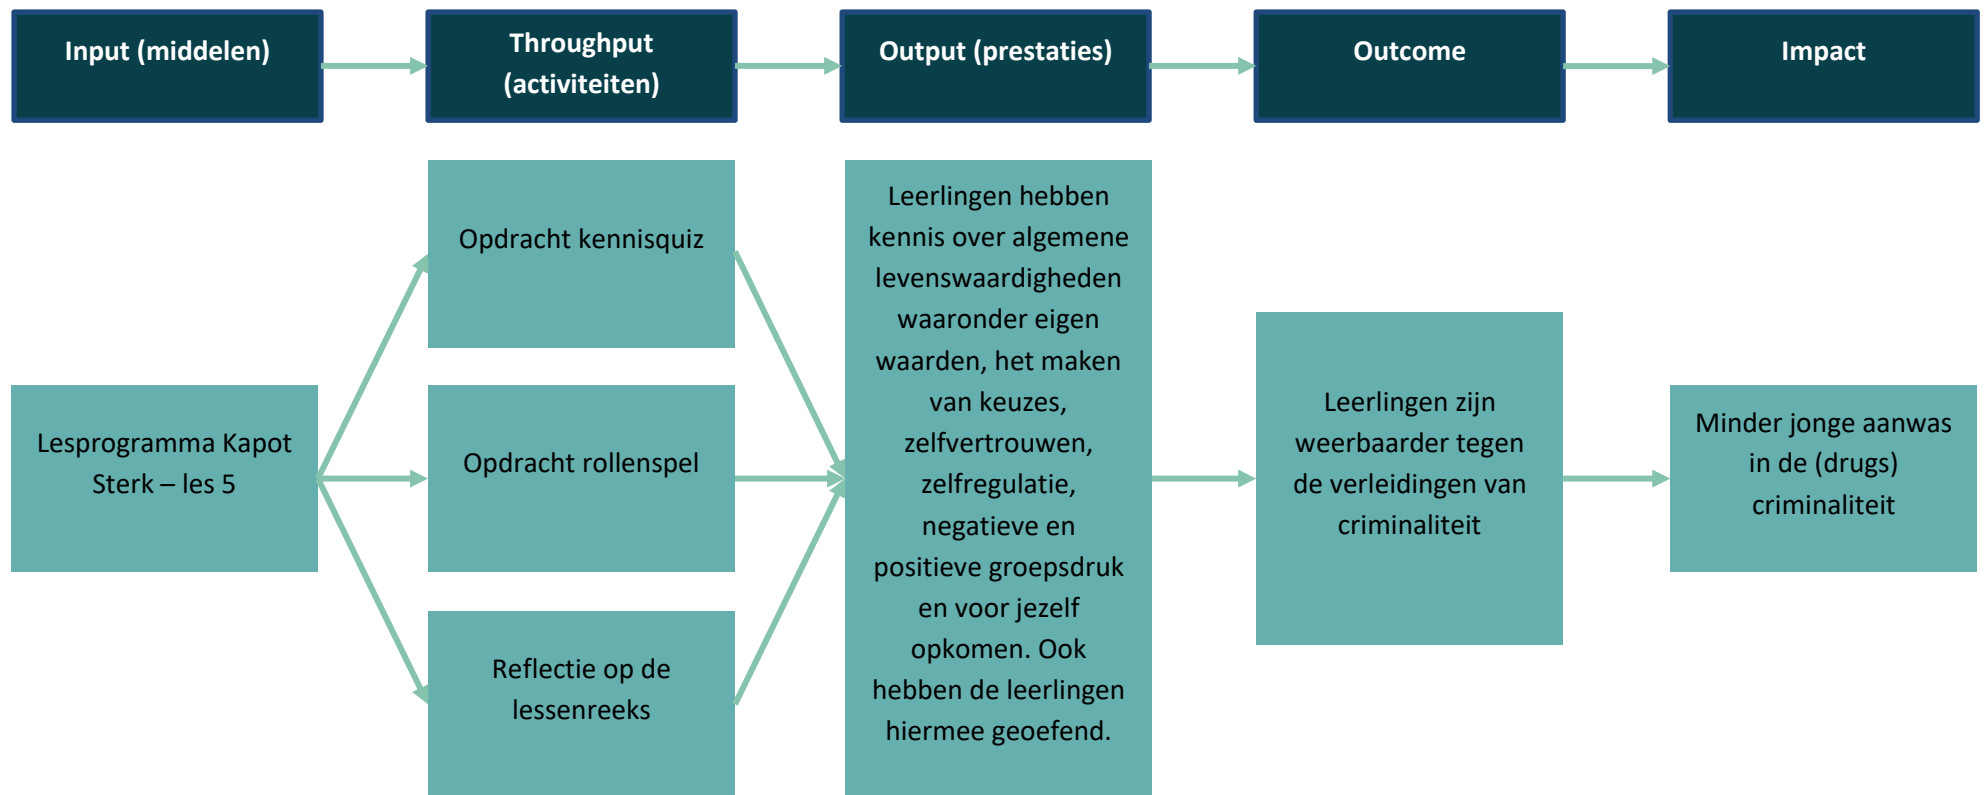 Input (middelen)
Throughput
(activiteiten)
Output (prestaties)
Outcome
Impact
Lesprogramma Kapot
Sterk – les 5
Opdracht kennisquiz
Opdracht rollenspel
Reflectie op de
lessenreeks
Leerlingen hebben
kennis over algemene
levenswaardigheden
waaronder eigen
waarden, het maken
van keuzes,
zelfvertrouwen,
zelfregulatie,
negatieve en
positieve groepsdruk
en voor jezelf
opkomen. Ook
hebben de leerlingen
hiermee geoefend.
Leerlingen zijn
weerbaarder tegen
de verleidingen van
criminaliteit
Minder jonge aanwas
in de (drugs)
criminaliteit